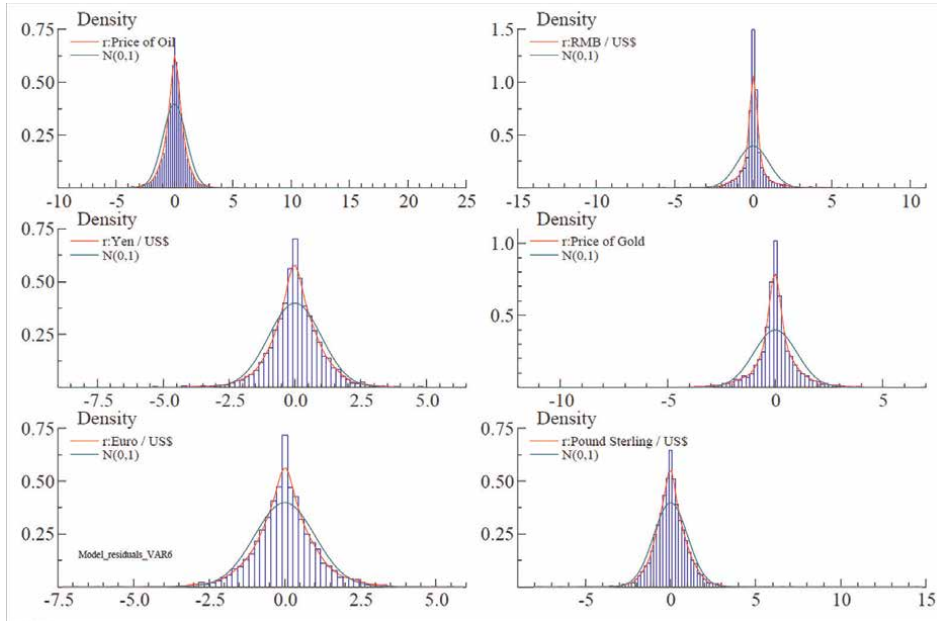 Density
0.75
r:Price of Oil
N(0,1)
0.50
0.25
-10 -5 0 5 10 15 20 25
Density
1.5
r:RMB / US$
N(0,1)
1.0
0.5
-15 -10 -5 0 5 10
Density
0.75
r:Yen / US$
N(0,1)
0.50
0.25
-7.5 -5.0 -2.5 0.0 2.5 5.0
Density
1.0
r:Price of Gold
N(0,1)
0.5
-10 -5 0 5
Density
0.75
r:Euro / US$
N(0,1)
0.50
0.25
Model_residuals_VAR6
-7.5 -5.0 -2.5 0.0 2.5 5.0
Density
0.75
r:Pound Sterling / US$
N(0,1)
0.50
0.25
-5 0 5 10 15